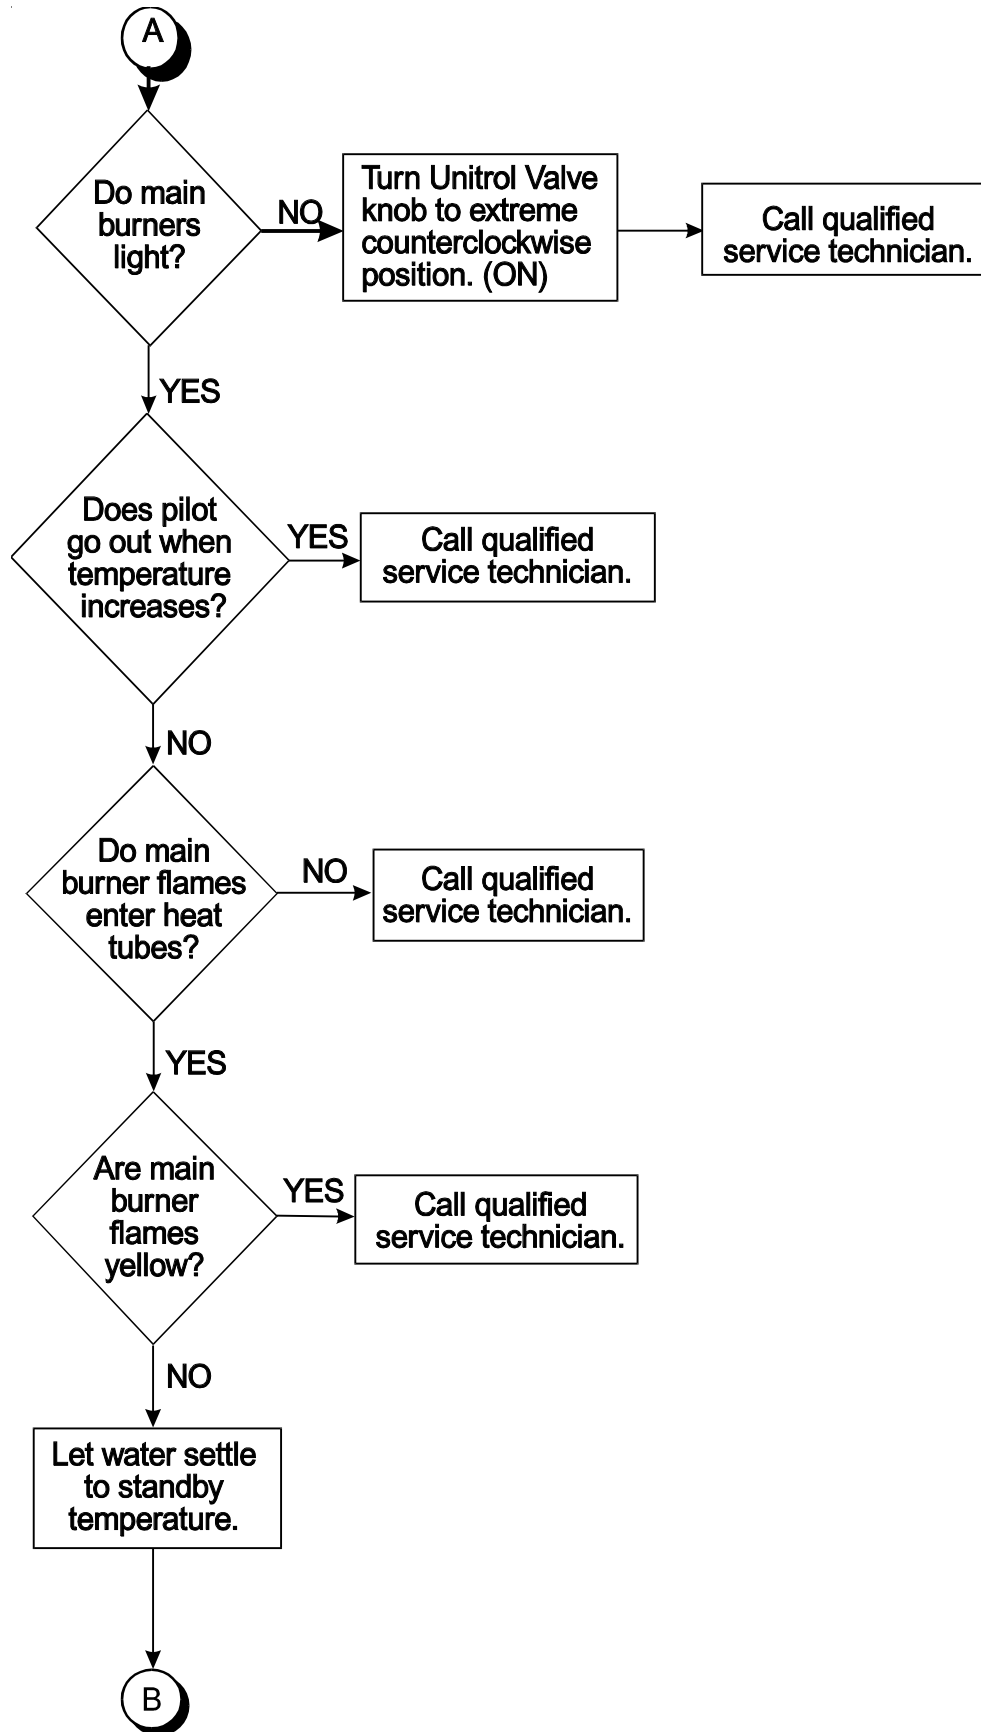 A
Do main
burners
light?
NO
Turn Unitrol Valve
knob to extreme
counterclockwise
position. (ON)
Call qualified
service technician.
YES
Does pilot
go out when
temperature
increases?
YES
Call qualified
service technician.
NO
Do main
burner flames
enter heat
tubes?
NO
Call qualified
service technician.
YES
Are main
burner
flames
yellow?
YES
Call qualified
service technician.
NO
Let water settle
to standby
temperature.
B